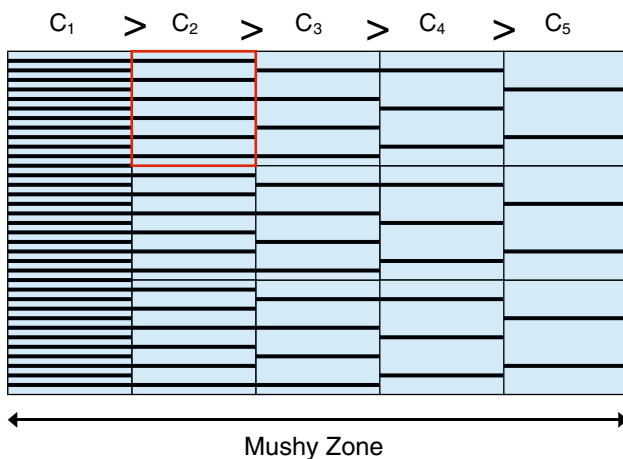 C₁ > C₂ > C₃ > C₄ > C₅
Mushy Zone